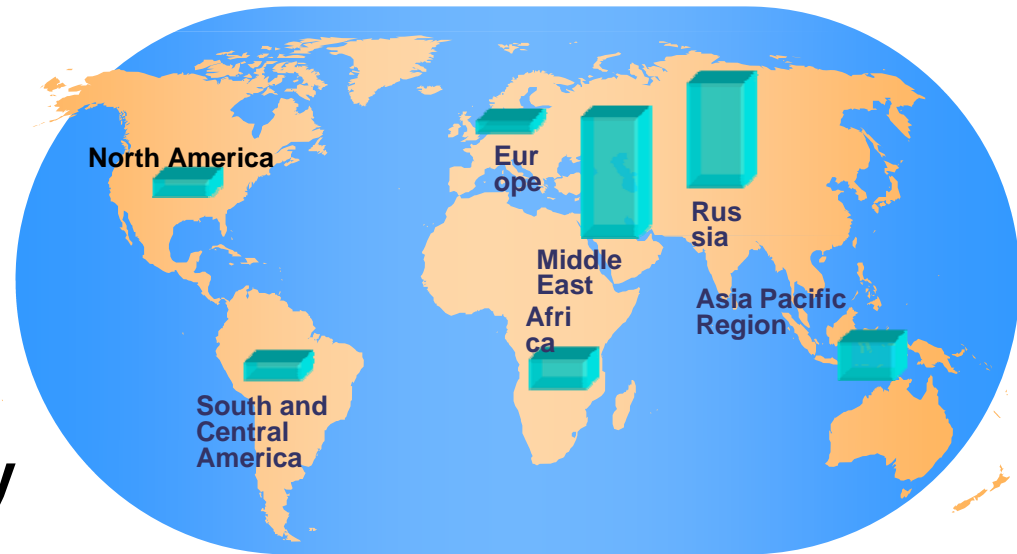 North America
Eur
ope
Rus
sia
Middle
East
Asia Pacific
Region
Afri
ca
South and
Central
America
y